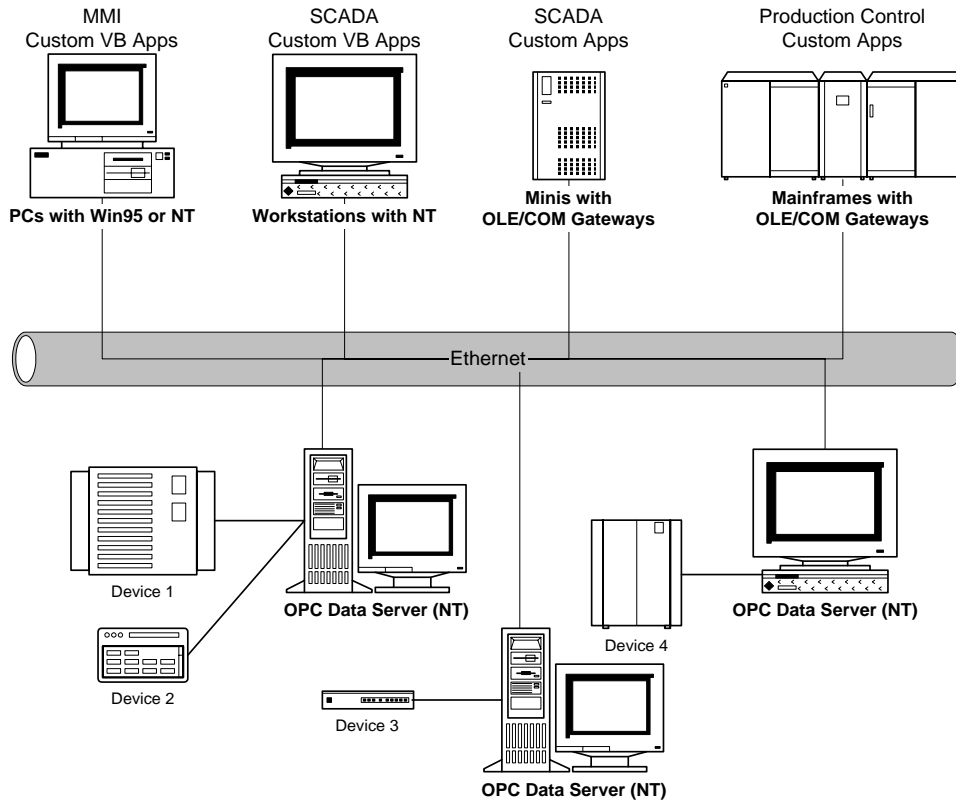 MMI
Custom VB Apps
SCADA
Custom VB Apps
SCADA
Custom Apps
Production Control
Custom Apps
PCs with Win95 or NT
Workstations with NT
Minis with
OLE/COM Gateways
Mainframes with
OLE/COM Gateways
Ethernet
Device 1
OPC Data Server (NT)
Device 2
Device 3
OPC Data Server (NT)
Device 4
OPC Data Server (NT)